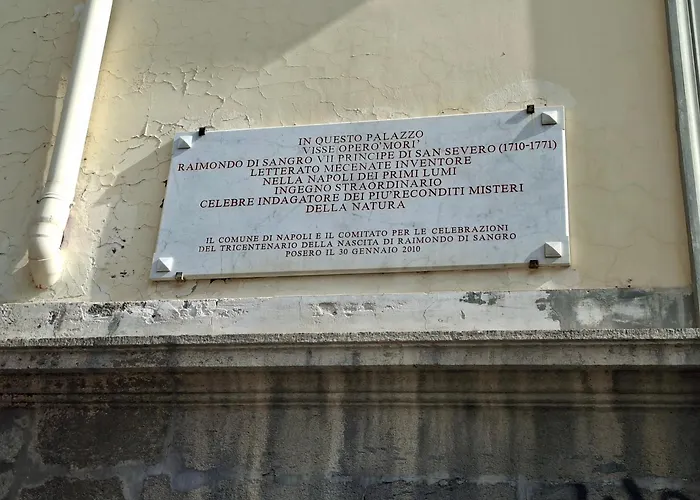 IN QUESTO PALAZZO
VISSE OPERO' MORI'
RAIMONDO DI SANGRO VII PRINCIPE DI SAN SEVERO (1710-1771)
LETTERATO MECENATE INVENTORE
NELLA NAPOLI DEI PRIMI LUMI
INGEGNO STRAORDINARIO
CELEBRE INDAGATORE DEI PIU' RECONDITI MISTERI
DELLA NATURA
IL COMUNE DI NAPOLI E IL COMITATO PER LE CELEBRAZIONI
DEL TRICENTENARIO DELLA NASCITA DI RAIMONDO DI SANGRO
POSERO IL 30 GENNAIO 2010